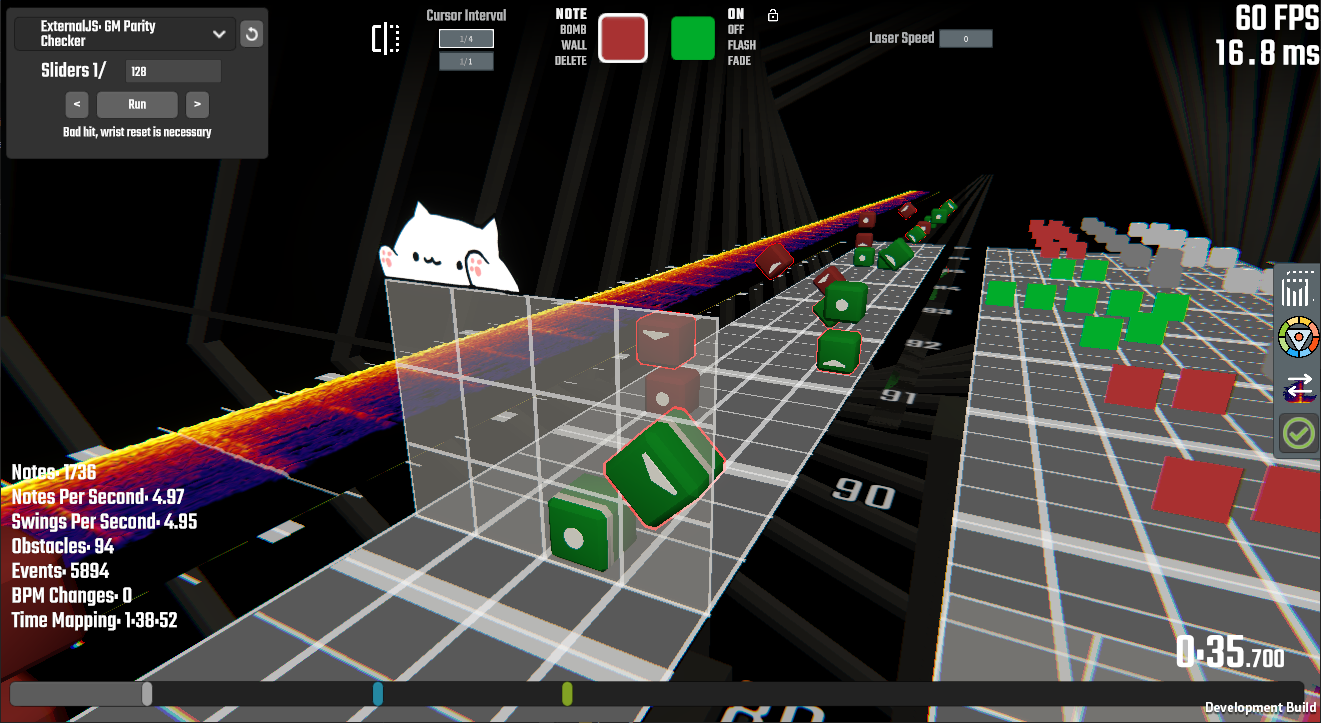 ExternalJS: GM Parity
Checker
Sliders 1/ 128
< Run >
Bad hit, wrist reset is necessary
Cursor Interval
1/4
1/1
NOTE
BOMB
WALL
DELETE
ON
OFF
FLASH
FADE
Laser Speed 0
60 FPS
16.8 ms
93
92
91
90
Notes: 1736
Notes Per Second: 4.97
Swings Per Second: 4.95
Obstacles: 94
Events: 5894
BPM Changes: 0
Time Mapping: 1:38:52
0:35.700
Development Build